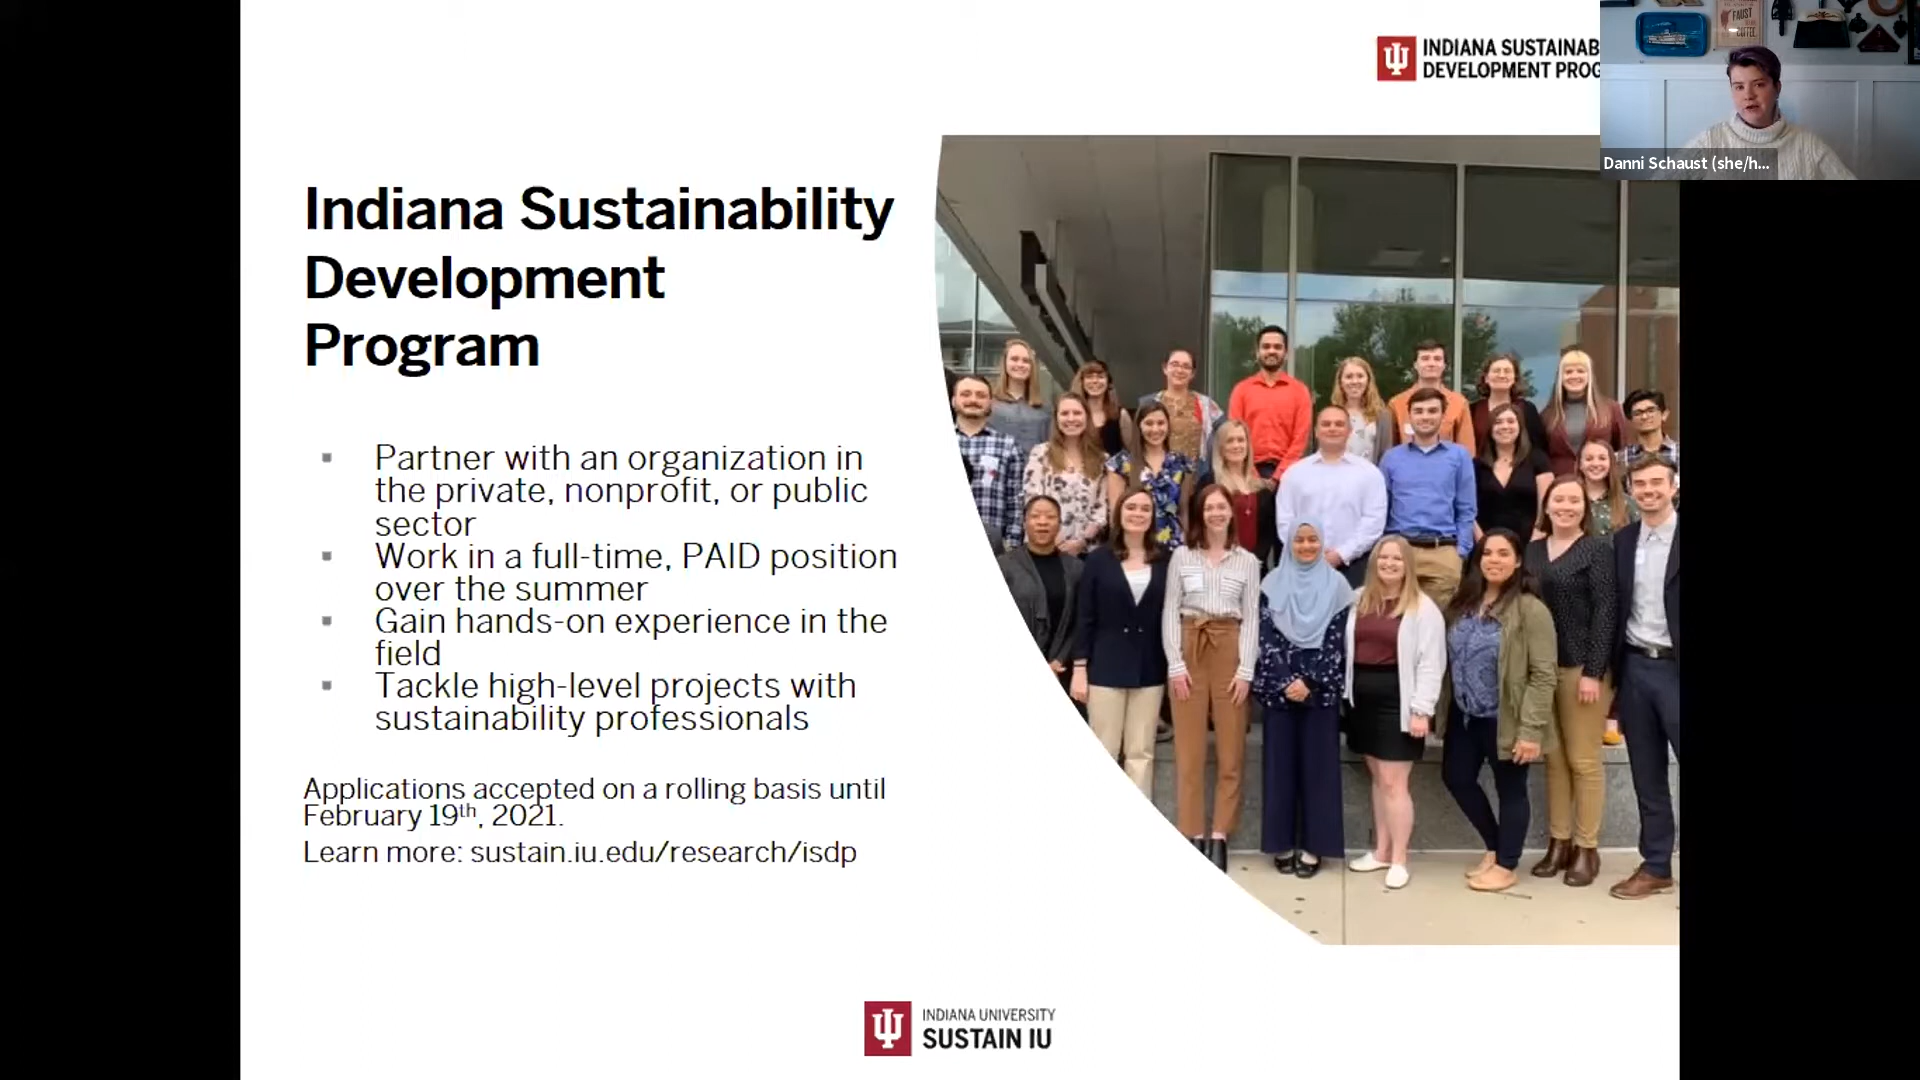 INDIANA SUSTAINAB
DEVELOPMENT PROG
FAUST
COFFEE
Danni Schaust (she/h...
Indiana Sustainability
Development
Program
▪ Partner with an organization in
the private, nonprofit, or public
sector
▪ Work in a full-time, PAID position
over the summer
▪ Gain hands-on experience in the
field
▪ Tackle high-level projects with
sustainability professionals
Applications accepted on a rolling basis until
February 19th, 2021.
Learn more: sustain.iu.edu/research/isdp
INDIANA UNIVERSITY
SUSTAIN IU